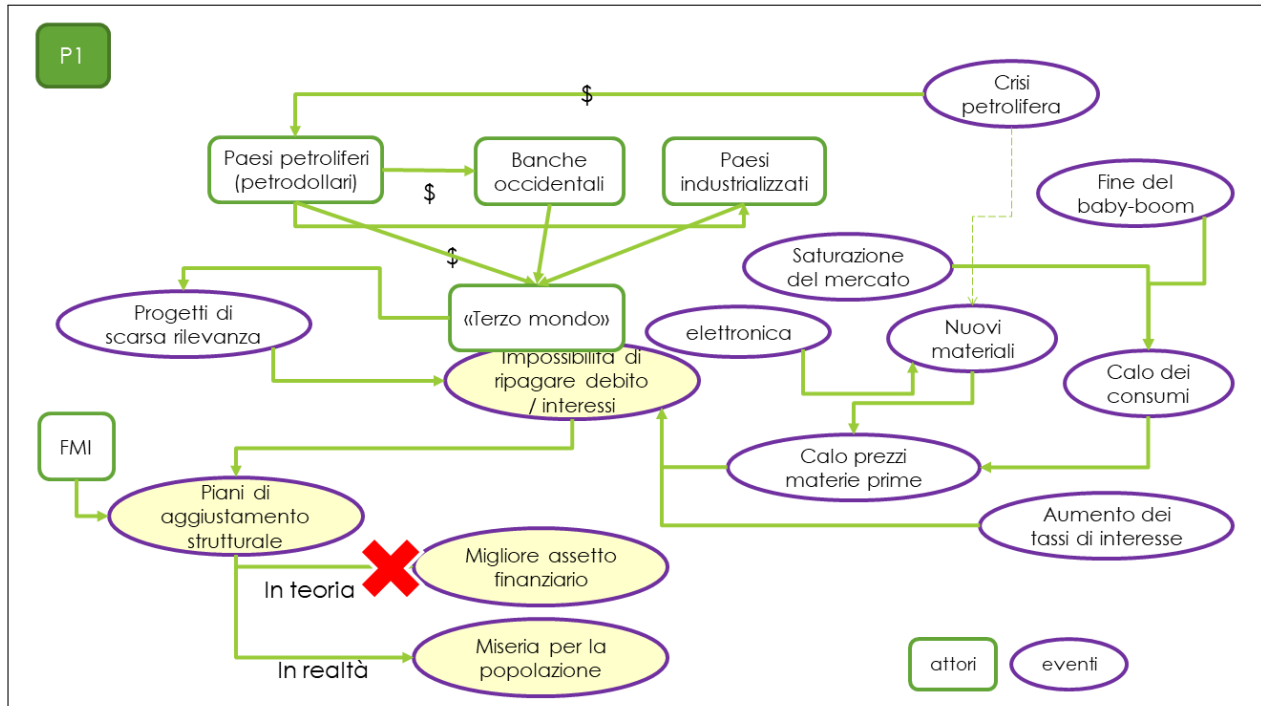 P1
Crisi
petrolifera
$
Paesi petroliferi
(petrodollari)
$
Banche
occidentali
Paesi
industrializzati
Fine del
baby-boom
$
Saturazione
del mercato
Progetti di
scarsa rilevanza
«Terzo mondo»
elettronica
Nuovi
materiali
Impossibilità di
ripagare debito
/ interessi
Calo dei
consumi
FMI
Calo prezzi
materie prime
Piani di
aggiustamento
strutturale
Aumento dei
tassi di interesse
In teoria
Migliore assetto
finanziario
In realtà
Miseria per la
popolazione
attori
eventi